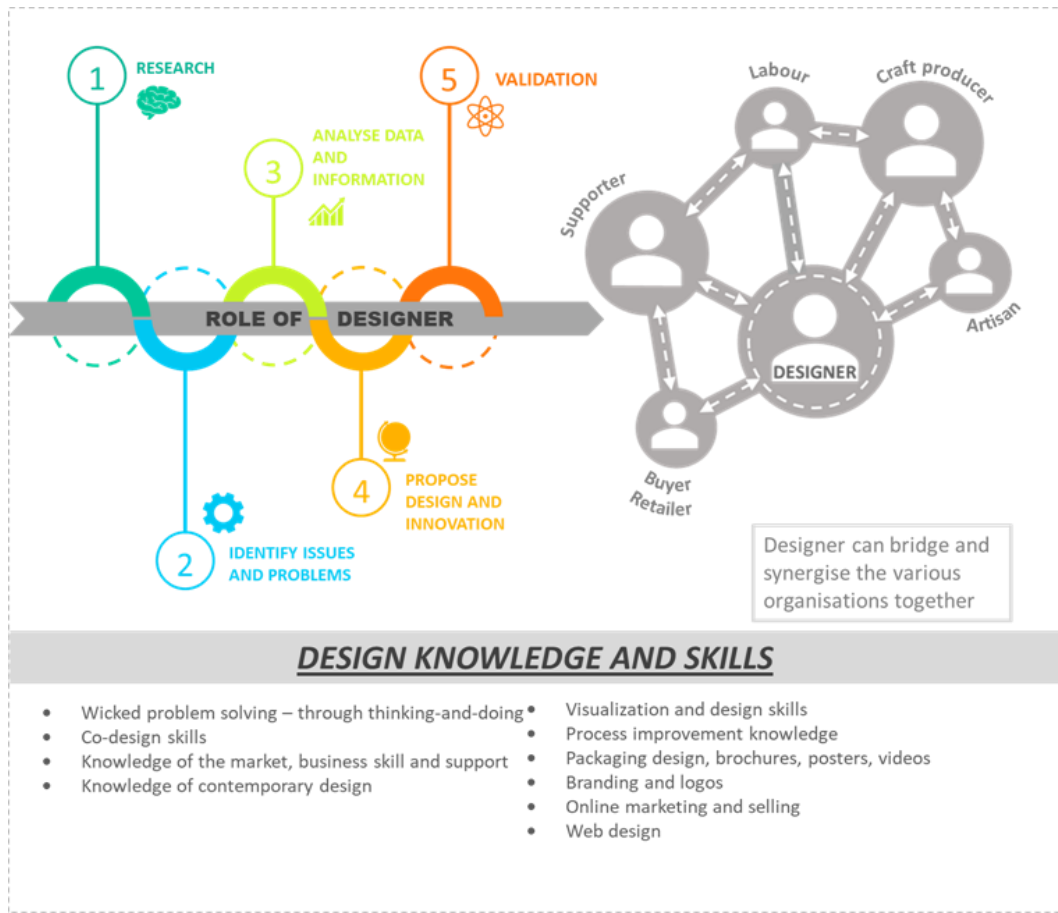 1
RESEARCH
5
VALIDATION
3
ANALYSE DATA
AND
INFORMATION
ROLE OF DESIGNER
4
PROPOSE
DESIGN AND
INNOVATION
2
IDENTIFY ISSUES
AND PROBLEMS
Labour
Craft producer
Supporter
Artisan
DESIGNER
Buyer
Retailer
Designer can bridge and
synergise the various
organisations together
DESIGN KNOWLEDGE AND SKILLS
• Wicked problem solving – through thinking-and-doing
• Co-design skills
• Knowledge of the market, business skill and support
• Knowledge of contemporary design
• Visualization and design skills
• Process improvement knowledge
• Packaging design, brochures, posters, videos
• Branding and logos
• Online marketing and selling
• Web design